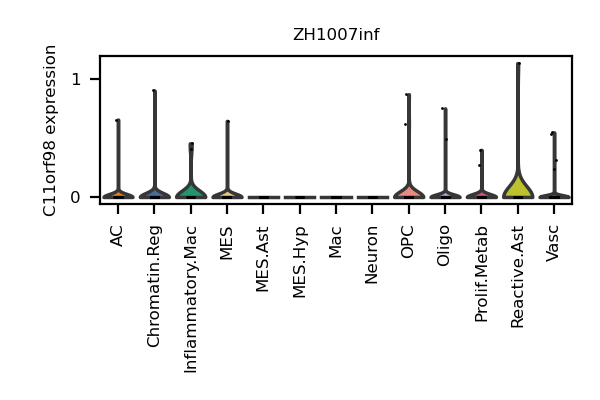 ZH1007inf
C11orf98 expression
1
0
AC
Chromatin.Reg
Inflammatory.Mac
MES
MES.Ast
MES.Hyp
Mac
Neuron
OPC
Oligo
Prolif.Metab
Reactive.Ast
Vasc